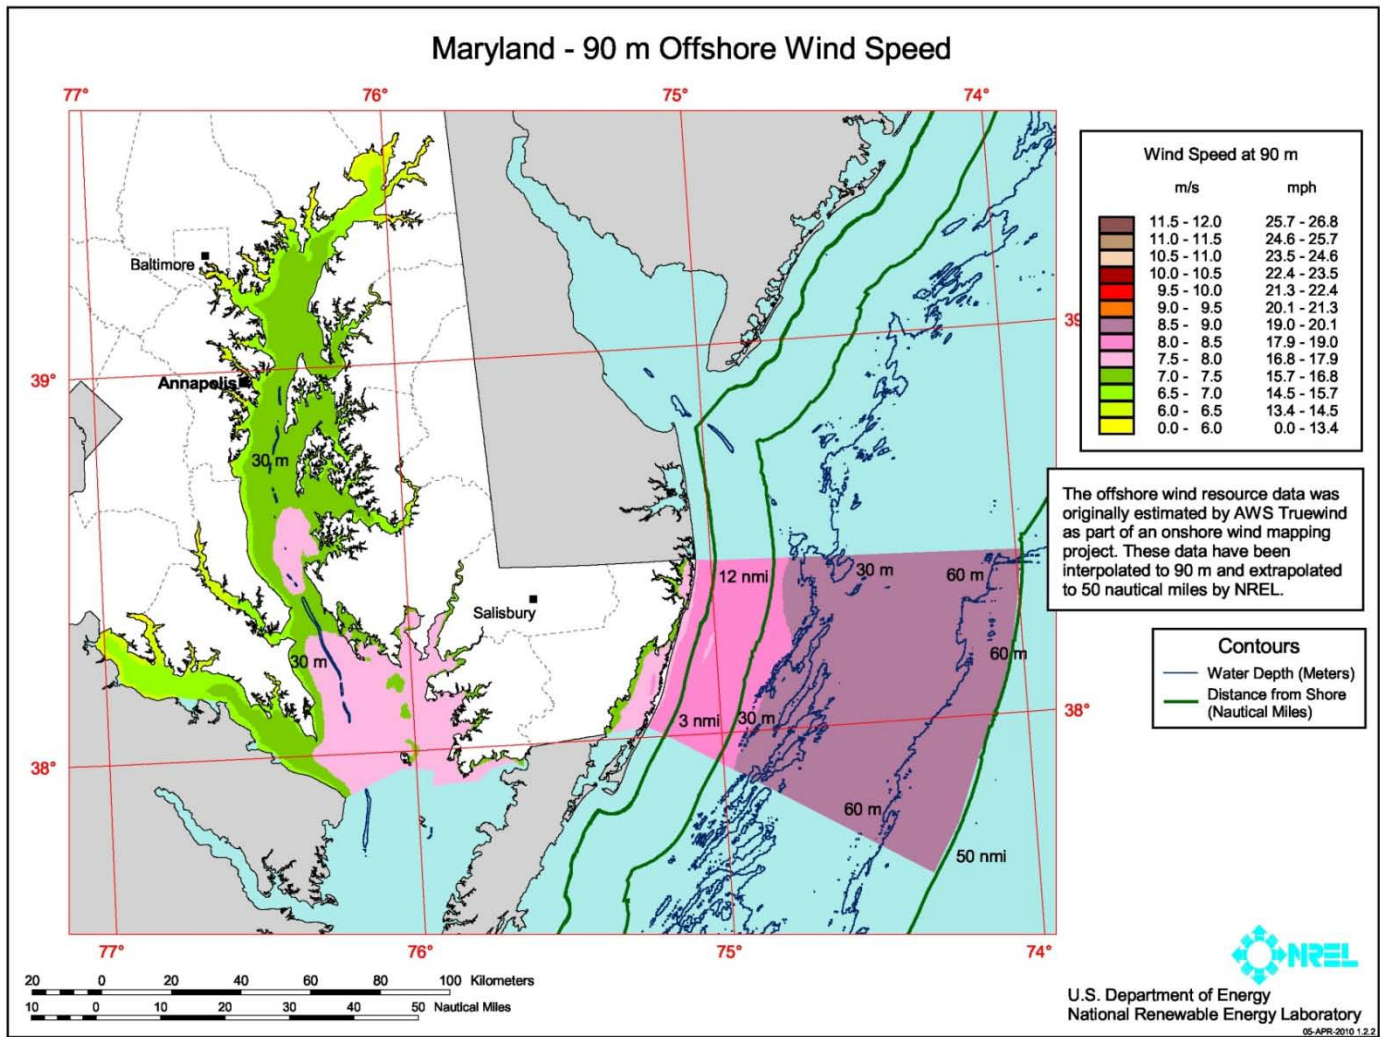 Maryland - 90 m Offshore Wind Speed
77° 76° 75° 74°
Wind Speed at 90 m
m/s mph
11.5 - 12.0 25.7 - 26.8
11.0 - 11.5 24.6 - 25.7
10.5 - 11.0 23.5 - 24.6
10.0 - 10.5 22.4 - 23.5
9.5 - 10.0 21.3 - 22.4
9.0 - 9.5 20.1 - 21.3
8.5 - 9.0 19.0 - 20.1
8.0 - 8.5 17.9 - 19.0
7.5 - 8.0 16.8 - 17.9
7.0 - 7.5 15.7 - 16.8
6.5 - 7.0 14.5 - 15.7
6.0 - 6.5 13.4 - 14.5
0.0 - 6.0 0.0 - 13.4
Baltimore
39
39°
Annapolis
30 m
The offshore wind resource data was
originally estimated by AWS Truewind
as part of an onshore wind mapping
project. These data have been
interpolated to 90 m and extrapolated
to 50 nautical miles by NREL.
12 nmi 30 m 60 m
Salisbury
30 m
60 m
Contours
Water Depth (Meters)
Distance from Shore
(Nautical Miles)
3 nmi 30 m
38°
38°
60 m
50 nmi
77° 76° 75° 74°
20 0 20 40 60 80 100 Kilometers
10 0 10 20 30 40 50 Nautical Miles
NREL
U.S. Department of Energy
National Renewable Energy Laboratory
05-APR-2010 1.2.2